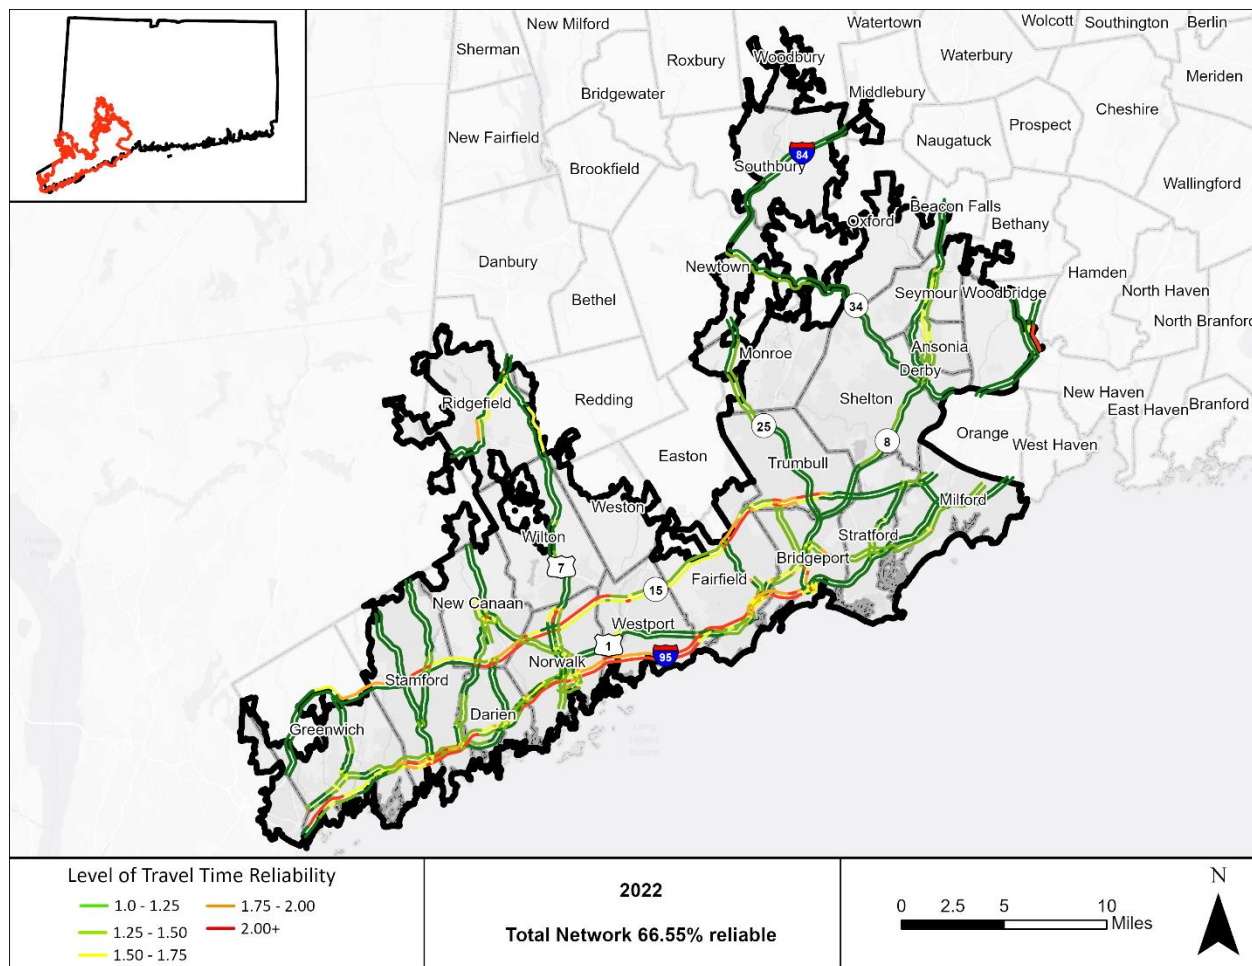 New Milford
Watertown
Wolcott
Southington
Berlin
Sherman
Roxbury
Woodbury
Waterbury
Meriden
Bridgewater
Middlebury
Cheshire
New Fairfield
Prospect
Naugatuck
84
Brookfield
Southbury
Wallingford
Beacon Falls
Oxford
Bethany
Danbury
Newtown
Hamden
Bethel
Seymour
Woodbridge
North Haven
34
North Branford
Ansonia
Monroe
Derby
Ridgefield
Redding
Shelton
New Haven
East Haven
Branford
25
Orange
8
West Haven
Easton
Trumbull
Milford
Weston
Wilton
Stratford
Bridgeport
7
Fairfield
15
New Canaan
Westport
1
95
Norwalk
Stamford
Darien
Greenwich
Level of Travel Time Reliability
1.0 - 1.25
1.75 - 2.00
1.25 - 1.50
2.00+
1.50 - 1.75
2022
Total Network 66.55% reliable
0 2.5 5 10
Miles
N